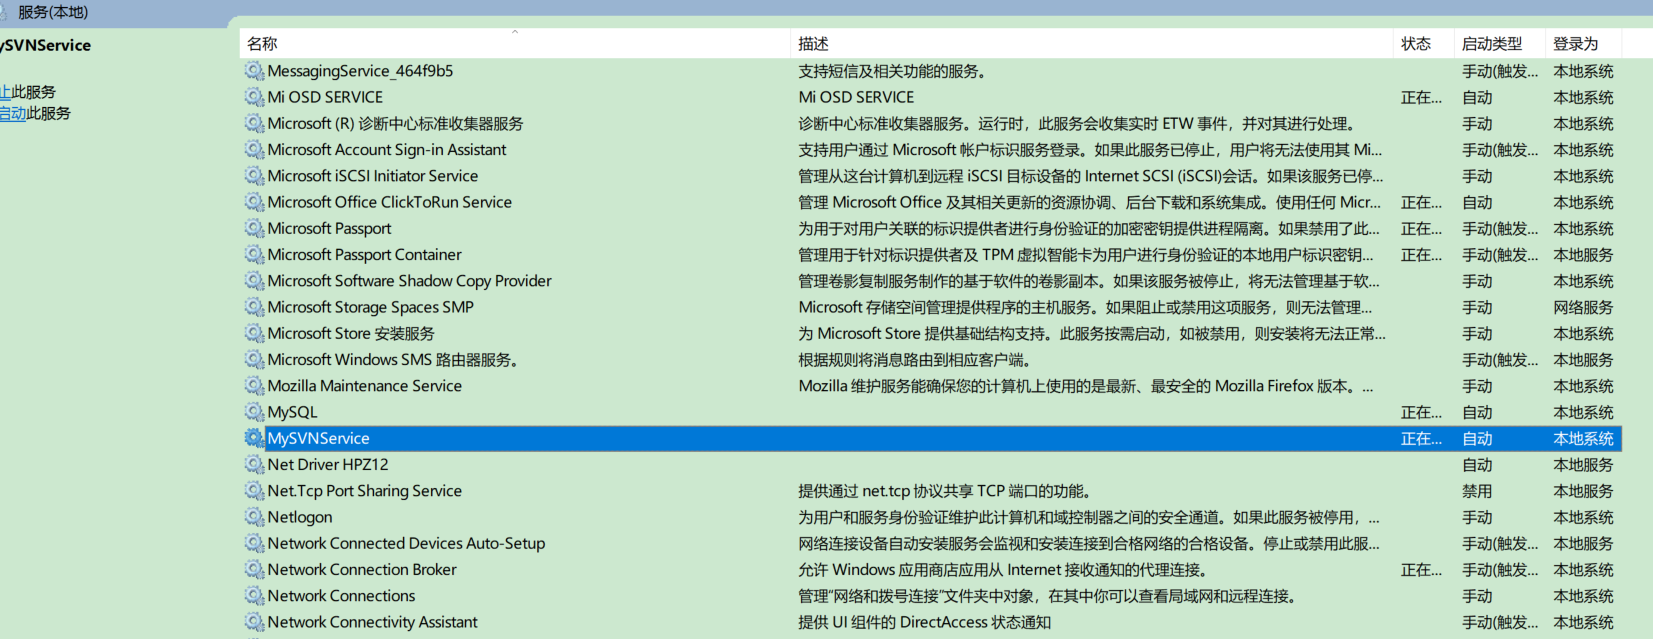 服务(本地)
ySVNService
止此服务
启动此服务
名称 描述 状态 启动类型 登录为
MessagingService_464f9b5 支持短信及相关功能的服务。 手动(触发... 本地系统
Mi OSD SERVICE Mi OSD SERVICE 正在... 自动 本地系统
Microsoft (R) 诊断中心标准收集器服务 诊断中心标准收集器服务。运行时，此服务会收集实时 ETW 事件，并对其进行处理。 手动 本地系统
Microsoft Account Sign-in Assistant 支持用户通过 Microsoft 帐户标识服务登录。如果此服务已停止，用户将无法使用其 Mi... 手动(触发... 本地系统
Microsoft iSCSI Initiator Service 管理从这台计算机到远程 iSCSI 目标设备的 Internet SCSI (iSCSI)会话。如果该服务已停... 手动 本地系统
Microsoft Office ClickToRun Service 管理 Microsoft Office 及其相关更新的资源协调、后台下载和系统集成。使用任何 Micr... 正在... 自动 本地系统
Microsoft Passport 为用于对用户关联的标识提供者进行身份验证的加密密钥提供进程隔离。如果禁用了此... 正在... 手动(触发... 本地系统
Microsoft Passport Container 管理用于针对标识提供者及 TPM 虚拟智能卡为用户进行身份验证的本地用户标识密钥... 正在... 手动(触发... 本地服务
Microsoft Software Shadow Copy Provider 管理卷影复制服务制作的基于软件的卷影副本。如果该服务被停止，将无法管理基于软... 手动 本地系统
Microsoft Storage Spaces SMP Microsoft 存储空间管理提供程序的主机服务。如果阻止或禁用这项服务，则无法管理... 手动 网络服务
Microsoft Store 安装服务 为 Microsoft Store 提供基础结构支持。此服务按需启动，如被禁用，则安装将无法正常... 手动 本地系统
Microsoft Windows SMS 路由器服务。 根据规则将消息路由到相应客户端。 手动(触发... 本地服务
Mozilla Maintenance Service Mozilla 维护服务能确保您的计算机上使用的是最新、最安全的 Mozilla Firefox 版本。... 手动 本地系统
MySQL 正在... 自动 本地系统
MySVNService 正在... 自动 本地系统
Net Driver HPZ12 自动 本地服务
Net.Tcp Port Sharing Service 提供通过 net.tcp 协议共享 TCP 端口的功能。 禁用 本地服务
Netlogon 为用户和服务身份验证维护此计算机和域控制器之间的安全通道。如果此服务被停用，... 手动 本地系统
Network Connected Devices Auto-Setup 网络连接设备自动安装服务会监视和安装连接到合格网络的合格设备。停止或禁用此服... 手动(触发... 本地服务
Network Connection Broker 允许 Windows 应用商店应用从 Internet 接收通知的代理连接。 正在... 手动(触发... 本地系统
Network Connections 管理“网络和拨号连接”文件夹中对象，在其中你可以查看局域网和远程连接。 手动 本地系统
Network Connectivity Assistant 提供 UI 组件的 DirectAccess 状态通知 手动(触发... 本地系统